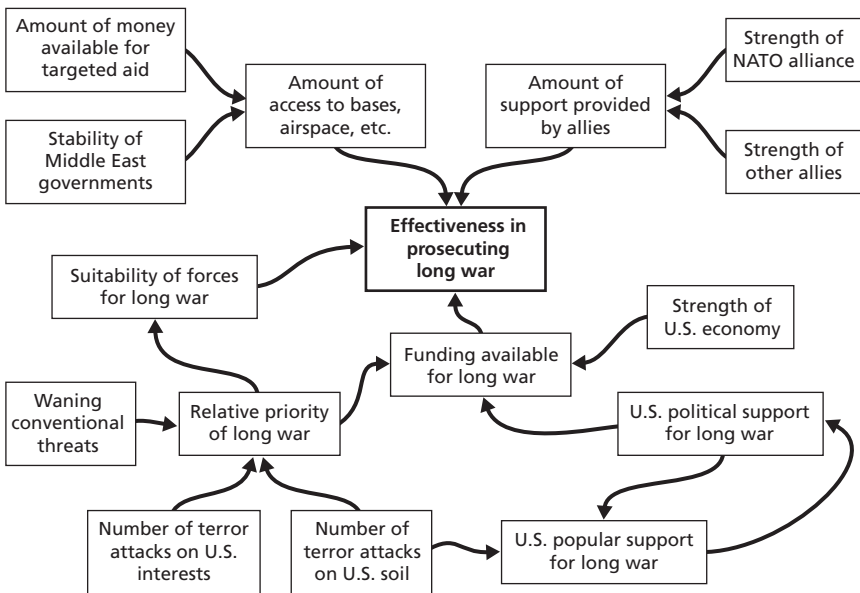 Amount of money
available for
targeted aid
Strength of
NATO alliance
Amount of
access to bases,
airspace, etc.
Amount of
support provided
by allies
Stability of
Middle East
governments
Strength of
other allies
Effectiveness in
prosecuting
long war
Suitability of forces
for long war
Strength of
U.S. economy
Funding available
for long war
Waning
conventional
threats
Relative priority
of long war
U.S. political support
for long war
Number of terror
attacks on U.S.
interests
Number of
terror attacks
on U.S. soil
U.S. popular support
for long war